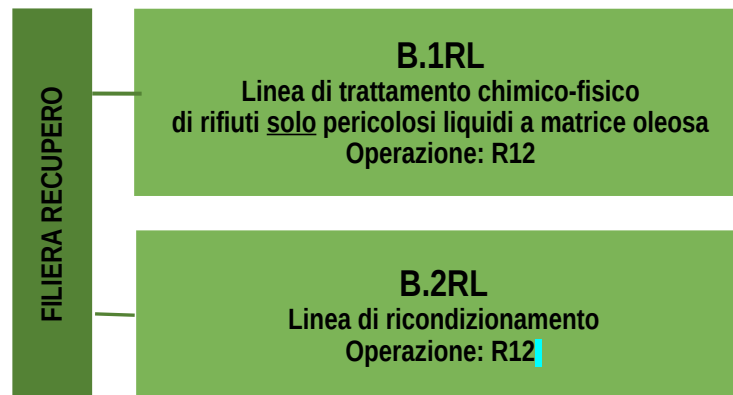 FILIERA RECUPERO
B.1RL
Linea di trattamento chimico-fisico
di rifiuti solo pericolosi liquidi a matrice oleosa
Operazione: R12
B.2RL
Linea di ricondizionamento
Operazione: R12